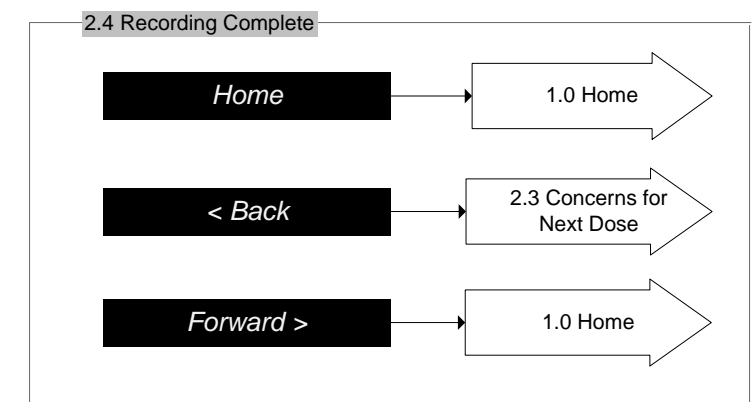 2.4 Recording Complete
Home
1.0 Home
< Back
2.3 Concerns for
Next Dose
Forward >
1.0 Home